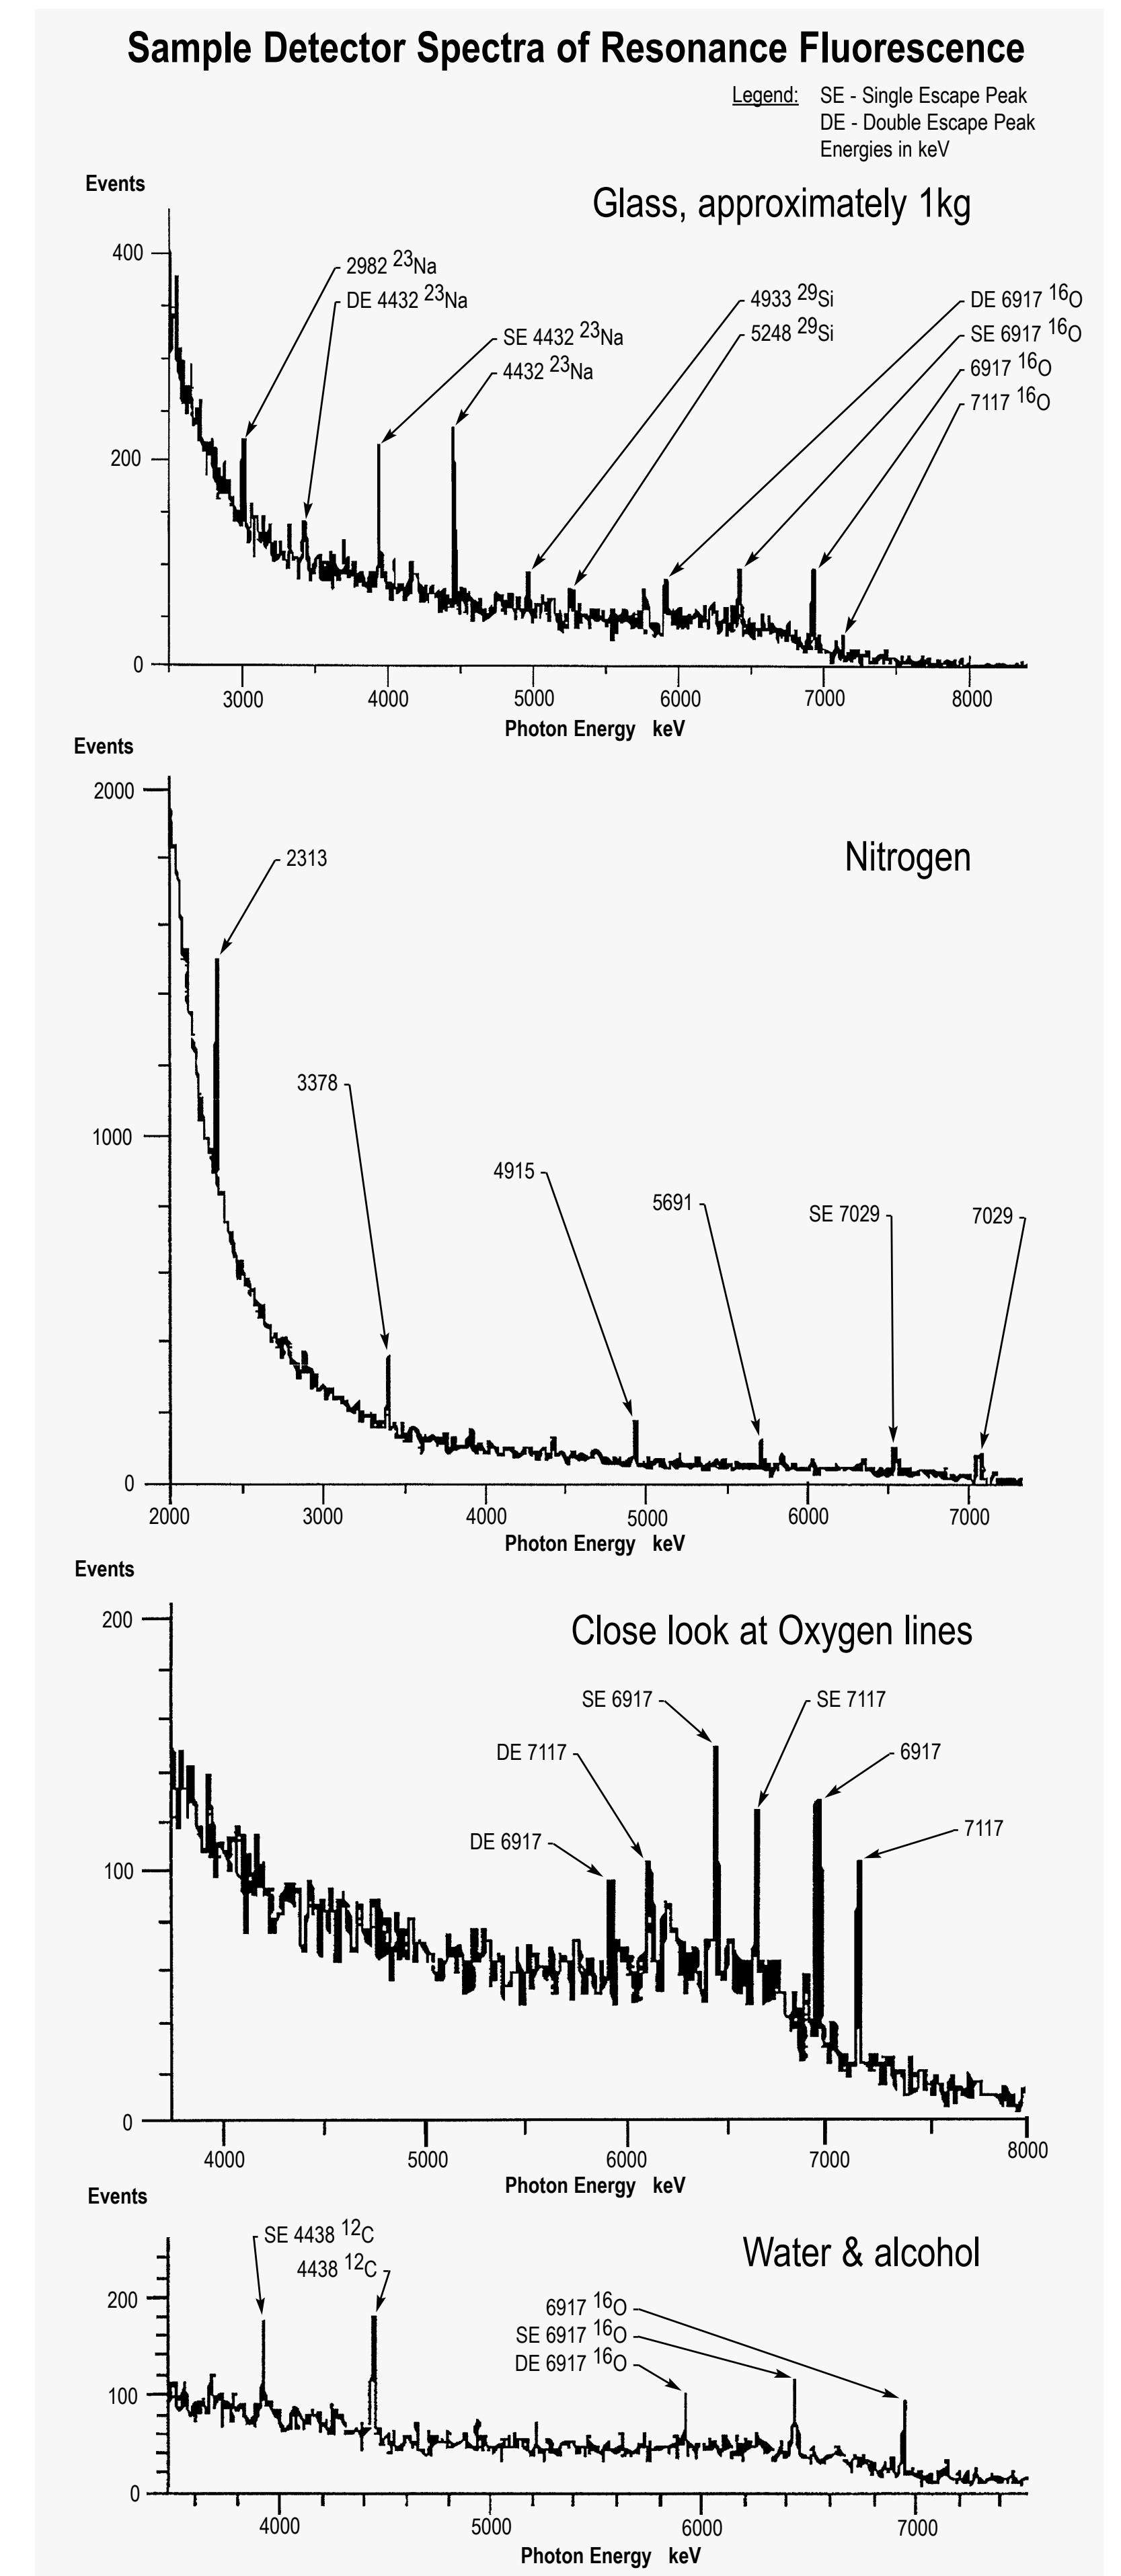 Sample Detector Spectra of Resonance Fluorescence
Legend: SE - Single Escape Peak
DE - Double Escape Peak
Energies in keV
Events
Glass, approximately 1kg
400
200
0
2982 23Na
DE 4432 23Na
SE 4432 23Na
4432 23Na
4933 29Si
5248 29Si
DE 6917 16O
SE 6917 16O
6917 16O
7117 16O
3000 4000 5000 6000 7000 8000
Photon Energy keV
Events
Nitrogen
2000
1000
0
2313
3378
4915
5691
SE 7029
7029
2000 3000 4000 5000 6000 7000
Photon Energy keV
Events
Close look at Oxygen lines
200
100
0
SE 6917
SE 7117
DE 7117
6917
DE 6917
7117
4000 5000 6000 7000 8000
Photon Energy keV
Events
Water & alcohol
200
100
0
SE 4438 12C
4438 12C
6917 16O
SE 6917 16O
DE 6917 16O
4000 5000 6000 7000
Photon Energy keV